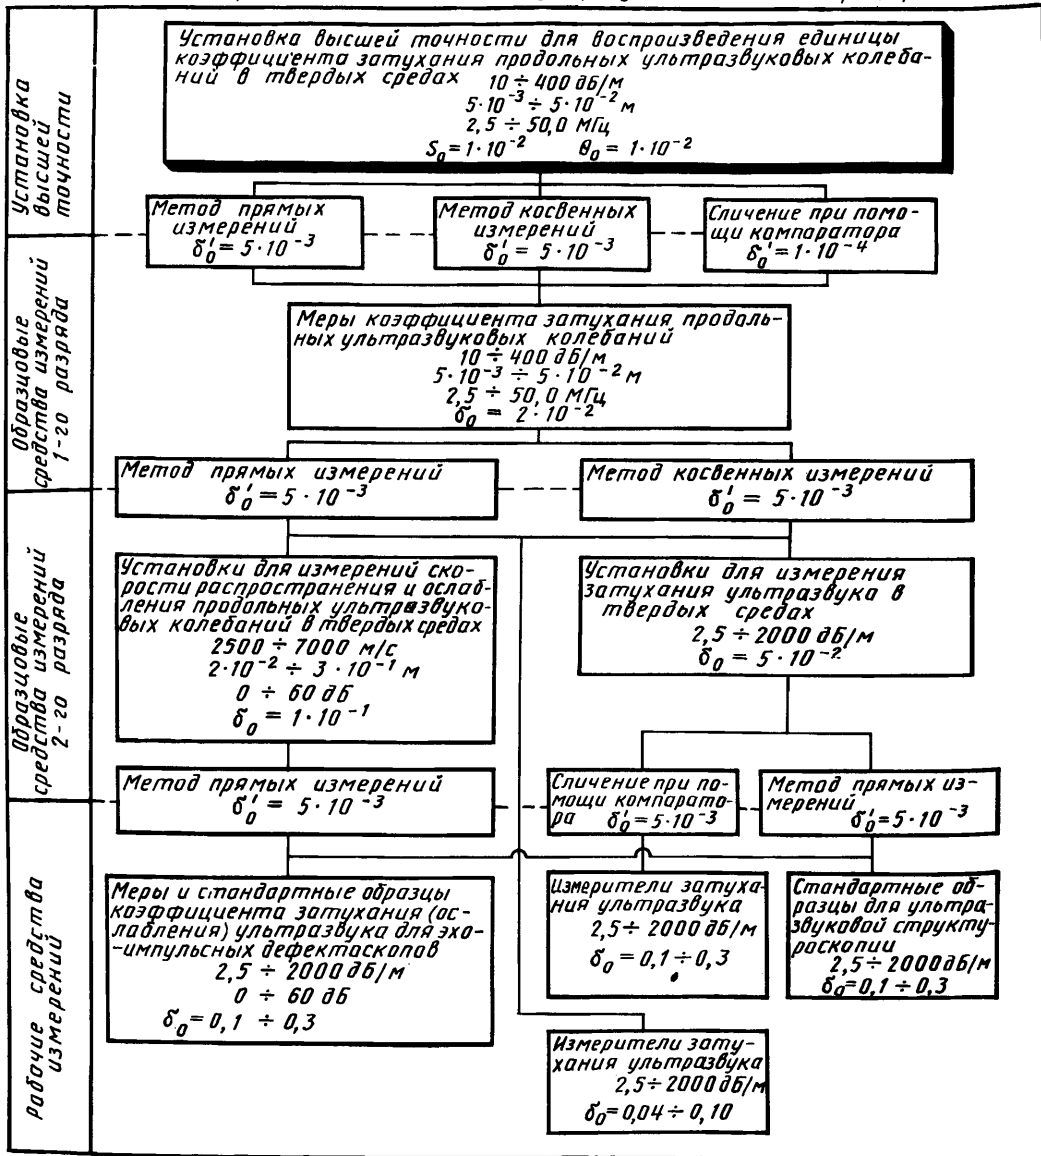 Установка высшей точности
Установка высшей точности для воспроизведения единицы
коэффициента затухания продольных ультразвуковых колеба-
ний в твердых средах 10 ÷ 400 дБ/м
5·10⁻³ ÷ 5·10⁻² м
2,5 ÷ 50,0 МГц
S₀ = 1·10⁻² θ₀ = 1·10⁻²
Метод прямых
измерений
δ₀' = 5·10⁻³
Метод косвенных
измерений
δ₀' = 5·10⁻³
Сличение при помо-
щи компаратора
δ₀' = 1·10⁻⁴
Образцовые
средства измерений
1-го разряда
Меры коэффициента затухания продоль-
ных ультразвуковых колебаний
10 ÷ 400 дБ/м
5·10⁻³ ÷ 5·10⁻² м
2,5 ÷ 50,0 МГц
δ₀ = 2·10⁻²
Метод прямых измерений
δ₀' = 5·10⁻³
Метод косвенных измерений
δ₀' = 5·10⁻³
Образцовые
средства измерений
2-го разряда
Установки для измерений ско-
рости распространения и ослаб-
ления продольных ультразвуко-
вых колебаний в твердых средах
2500 ÷ 7000 м/с
2·10⁻² ÷ 3·10⁻¹ м
0 ÷ 60 дБ
δ₀ = 1·10⁻¹
Установки для измерения
затухания ультразвука в
твердых средах
2,5 ÷ 2000 дБ/м
δ₀ = 5·10⁻²
Метод прямых измерений
δ₀' = 5·10⁻³
Сличение при по-
мощи компарато-
ра δ₀' = 5·10⁻³
Метод прямых из-
мерений δ₀' = 5·10⁻³
Рабочие средства
измерений
Меры и стандартные образцы
коэффициента затухания (ос-
лабления) ультразвука для эхо-
-импульсных дефектоскопов
2,5 ÷ 2000 дБ/м
0 ÷ 60 дБ
δ₀ = 0,1 ÷ 0,3
Измерители затуха-
ния ультразвука
2,5 ÷ 2000 дБ/м
δ₀ = 0,1 ÷ 0,3
Стандартные об-
разцы для ультра-
звуковой структу-
роскопии
2,5 ÷ 2000 дБ/м
δ₀ = 0,1 ÷ 0,3
Измерители зату-
хания ультразвука
2,5 ÷ 2000 дБ/м
δ₀ = 0,04 ÷ 0,10